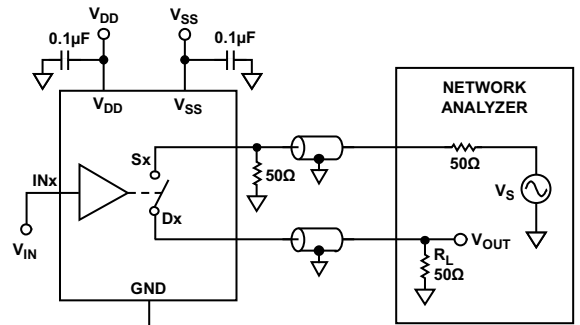 VDD
VSS
0.1µF
0.1µF
VDD
VSS
NETWORK
ANALYZER
Sx
INx
50Ω
50Ω
VS
Dx
VIN
VOUT
RL
50Ω
GND